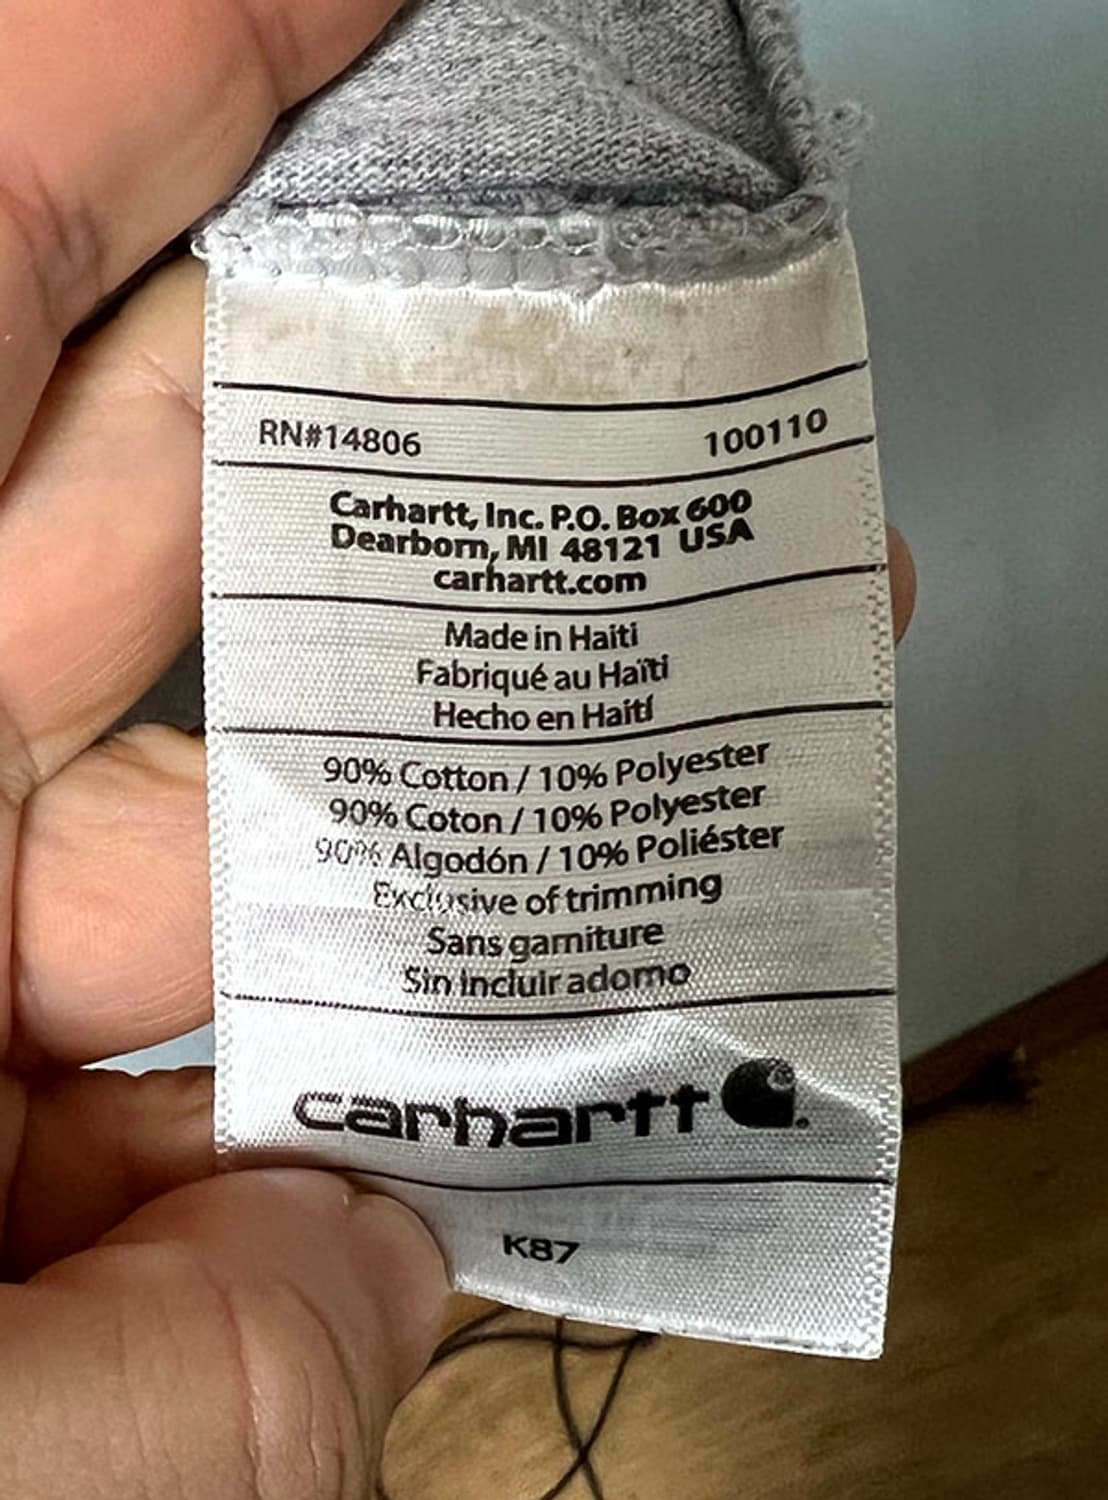 RN#14806 100110
Carhartt, Inc. P.O. Box 600
Dearborn, MI 48121 USA
carhartt.com
Made in Haiti
Fabriqué au Haïti
Hecho en Haití
90% Cotton / 10% Polyester
90% Coton / 10% Polyester
90% Algodón / 10% Poliéster
Exclusive of trimming
Sans garniture
Sin incluir adorno
carhartt
K87